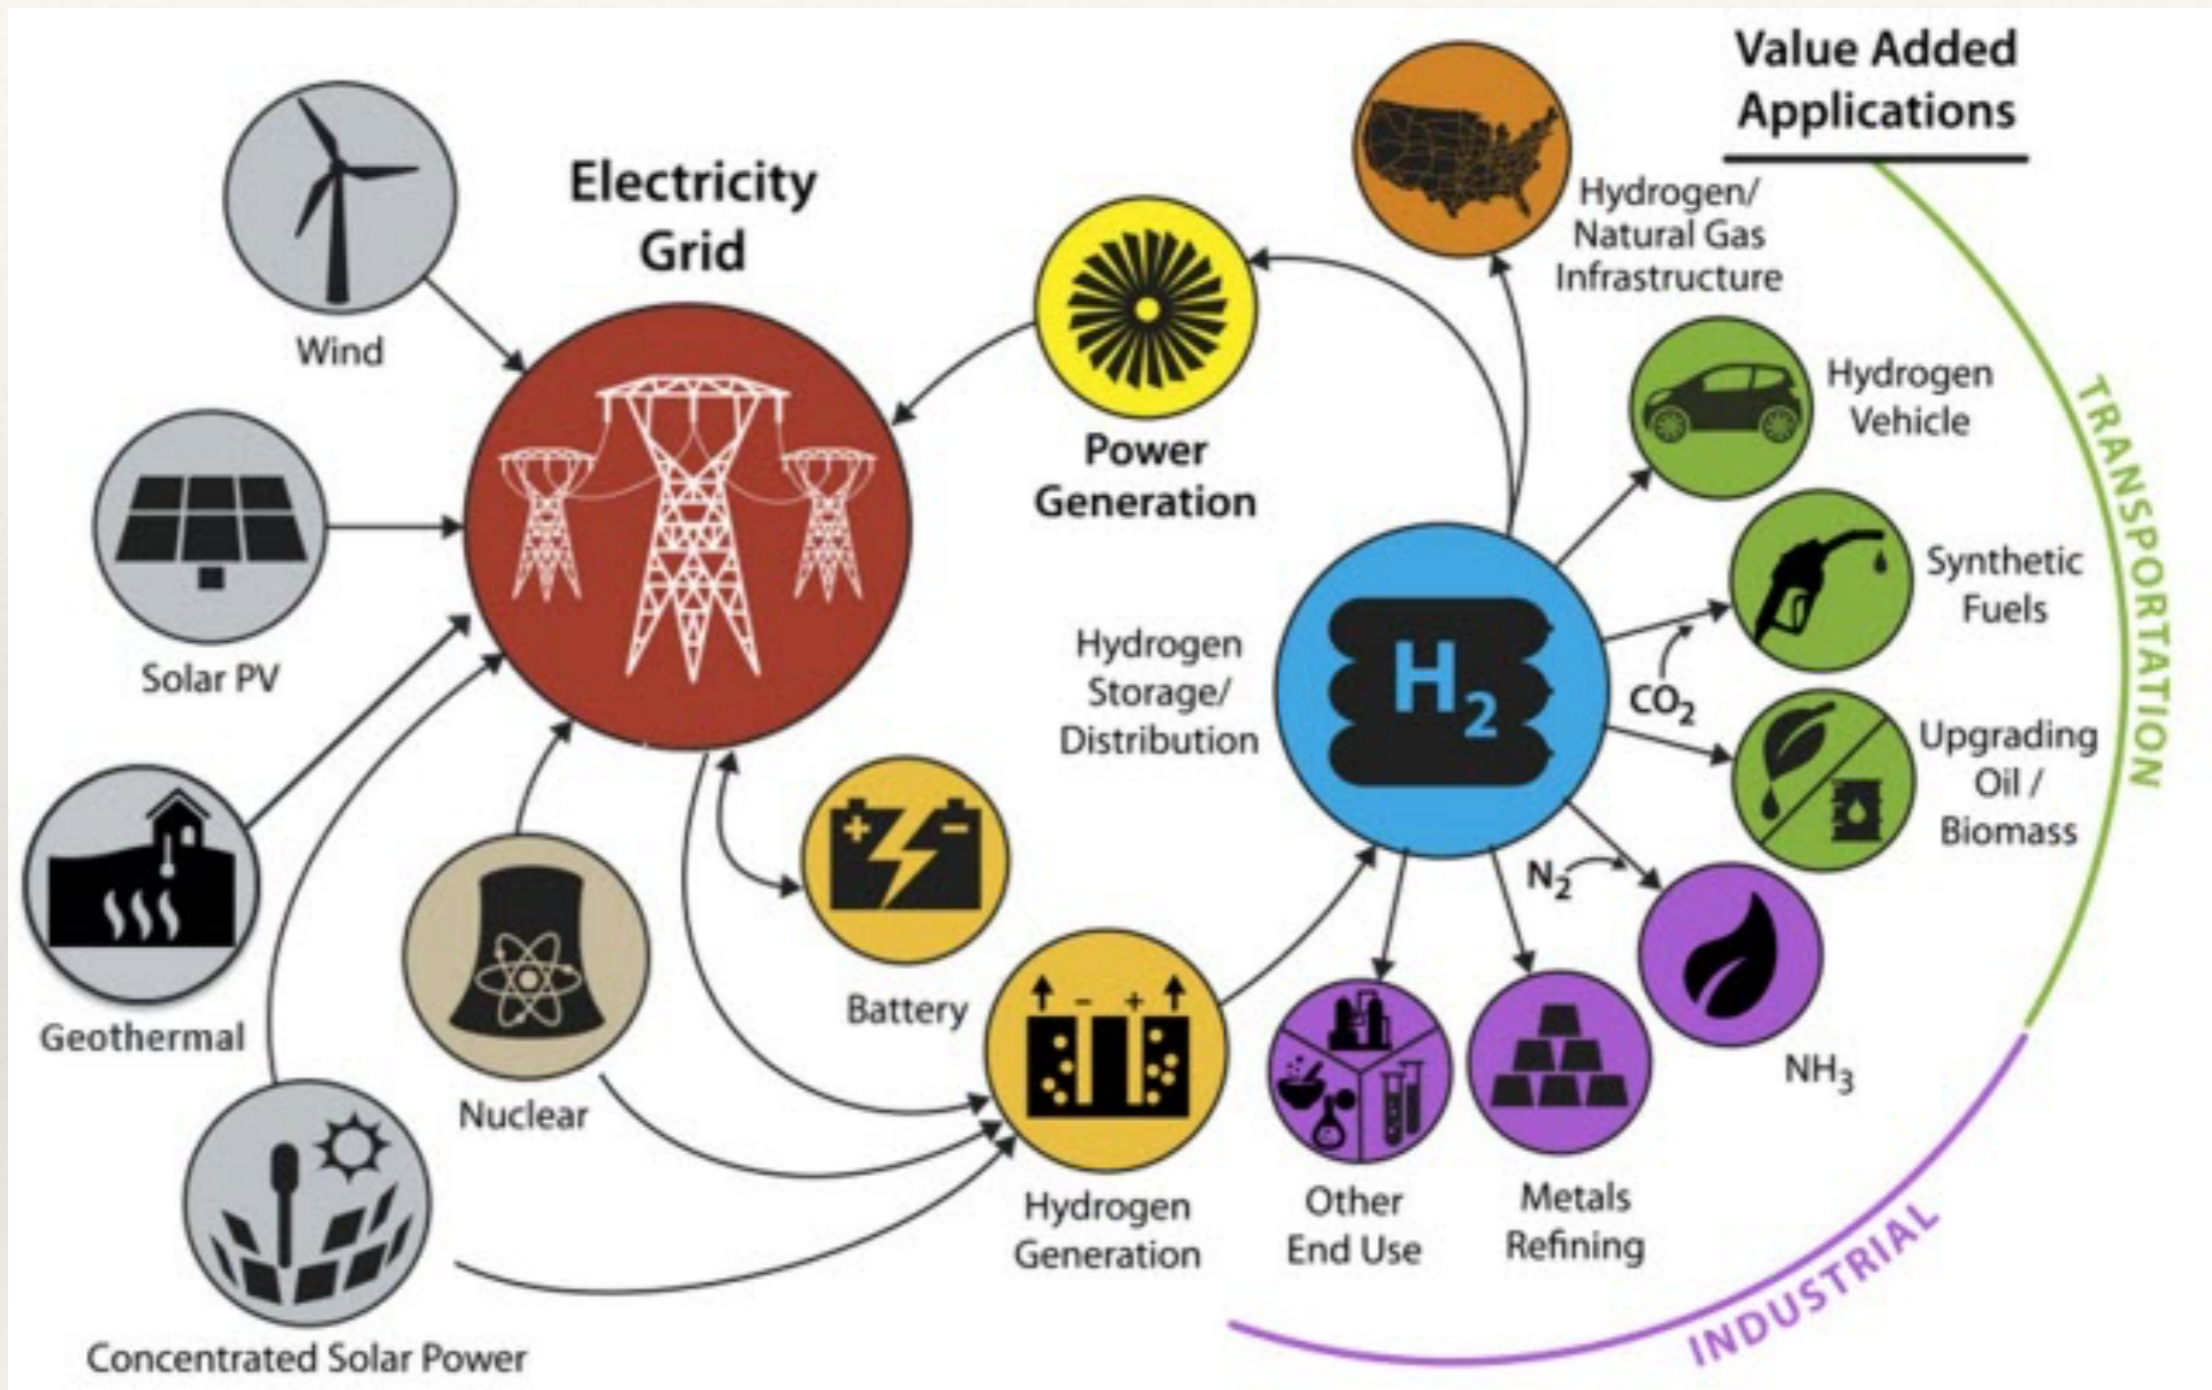 Value Added
Applications
Electricity
Grid
Wind
Hydrogen/
Natural Gas
Infrastructure
Power
Generation
Hydrogen
Vehicle
TRANSPORTATION
Synthetic
Fuels
Solar PV
Hydrogen
Storage/
Distribution
H₂
CO₂
Upgrading
Oil /
Biomass
+ −
N₂
Geothermal
Battery
− +
NH₃
Nuclear
Hydrogen
Generation
Other
End Use
Metals
Refining
INDUSTRIAL
Concentrated Solar Power